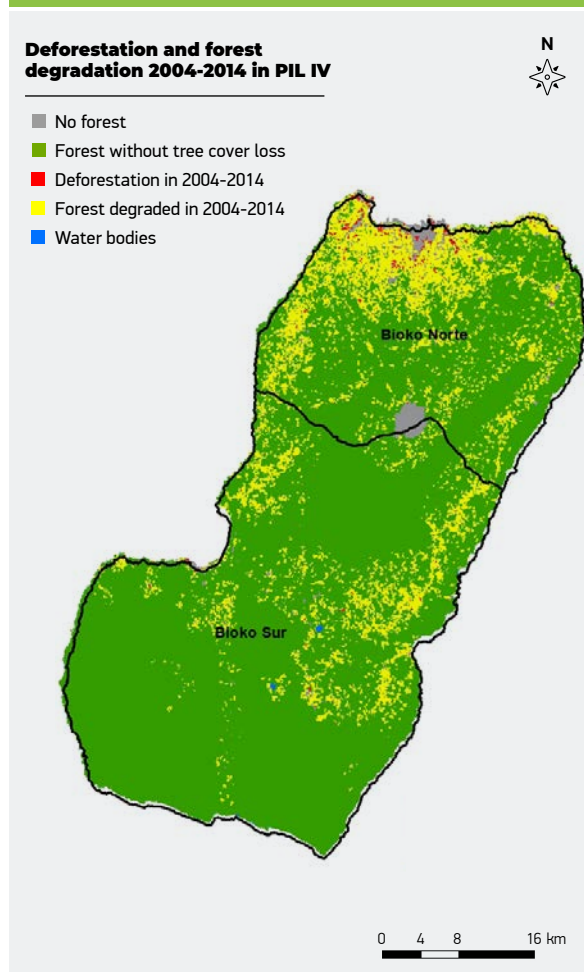 Deforestation and forest
degradation 2004-2014 in PIL IV
N
No forest
Forest without tree cover loss
Deforestation in 2004-2014
Forest degraded in 2004-2014
Water bodies
Bioko Norte
Bioko Sur
0 4 8 16 km